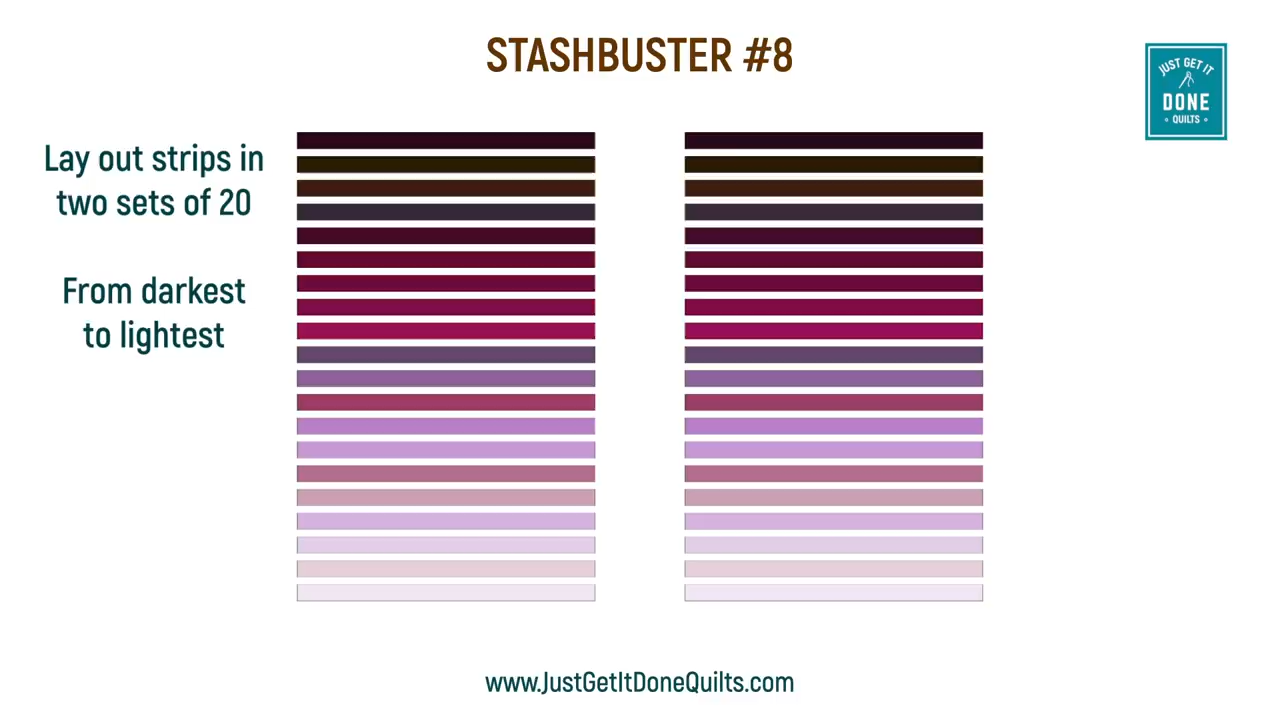 STASHBUSTER #8
JUST GET IT
DONE
QUILTS
Lay out strips in
two sets of 20
From darkest
to lightest
www.JustGetItDoneQuilts.com